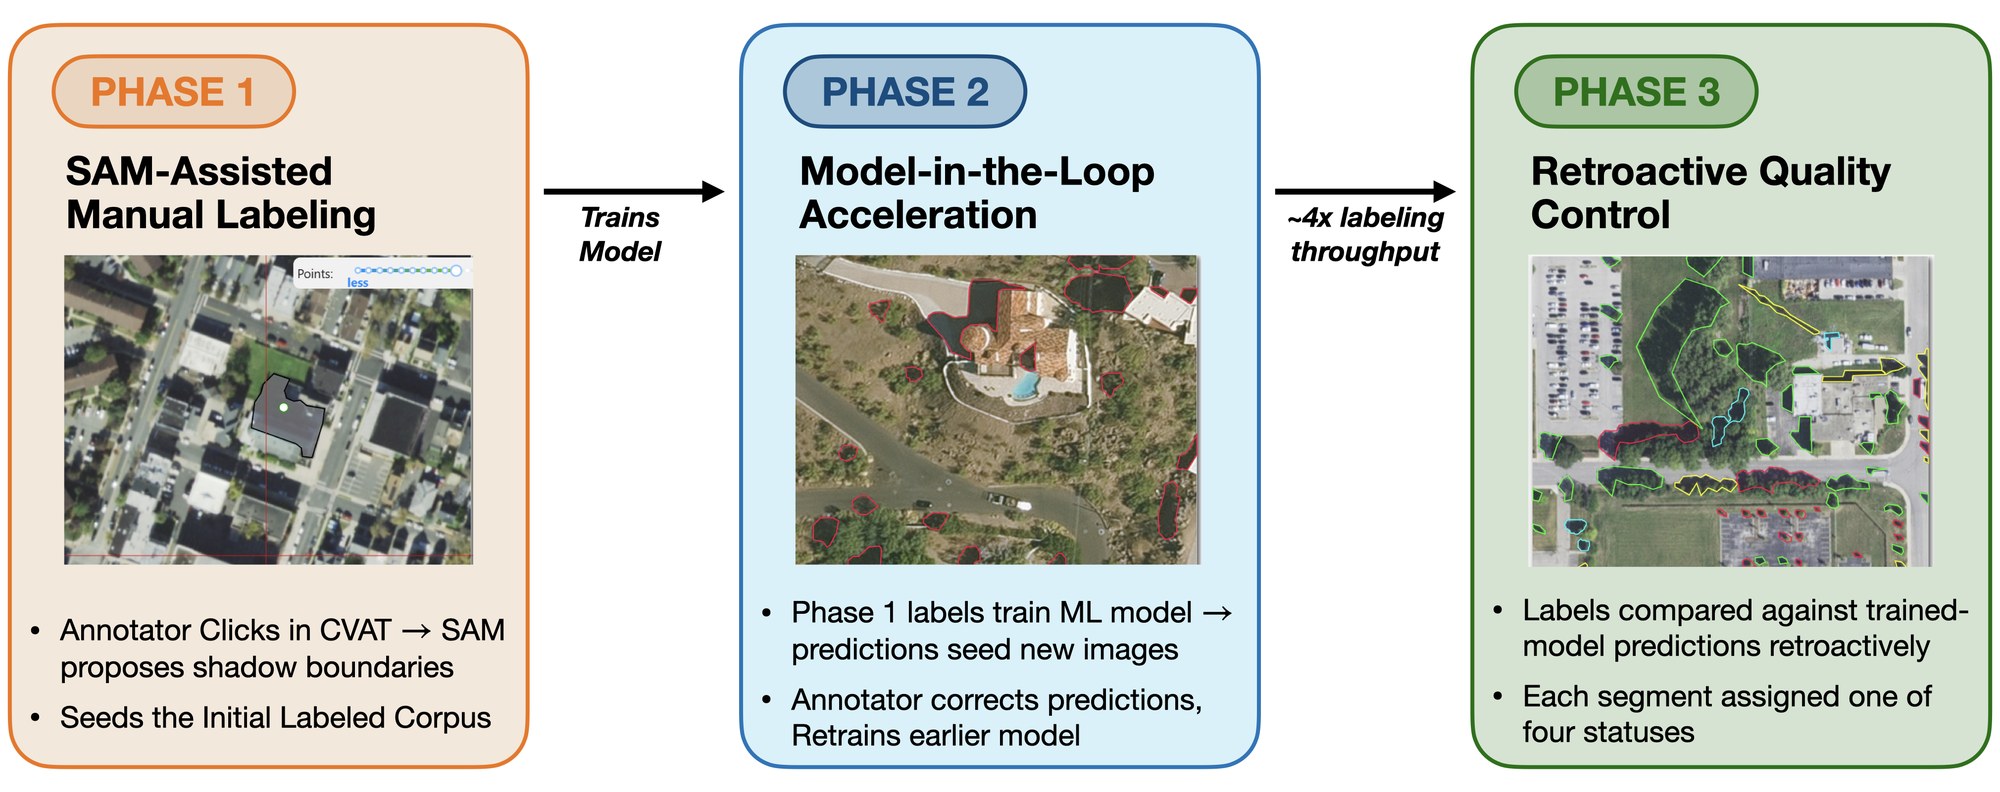 PHASE 1
SAM-Assisted
Manual Labeling
Points:
less
• Annotator Clicks in CVAT → SAM
proposes shadow boundaries
• Seeds the Initial Labeled Corpus
Trains
Model
PHASE 2
Model-in-the-Loop
Acceleration
• Phase 1 labels train ML model →
predictions seed new images
• Annotator corrects predictions,
Retrains earlier model
~4x labeling
throughput
PHASE 3
Retroactive Quality
Control
• Labels compared against trained-
model predictions retroactively
• Each segment assigned one of
four statuses